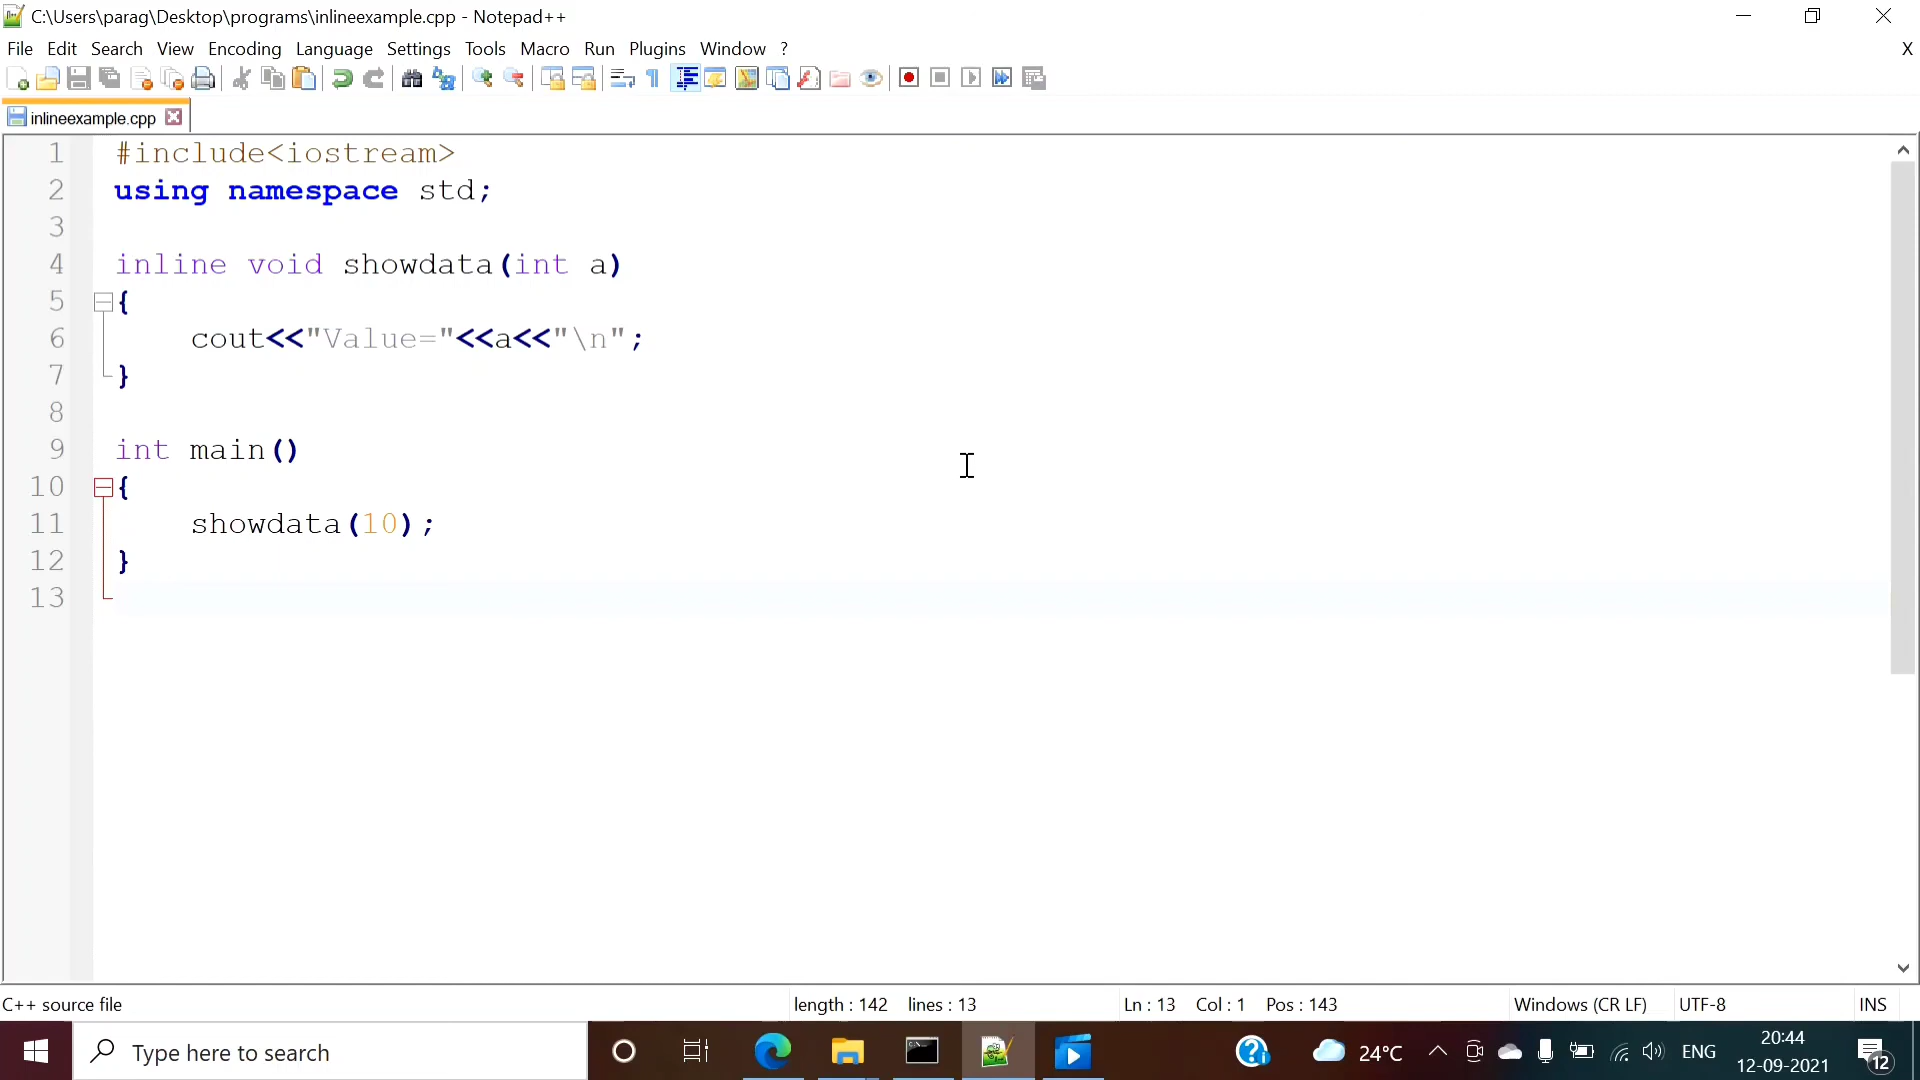 C:\Users\parag\Desktop\programs\inlineexample.cpp - Notepad++
File Edit Search View Encoding Language Settings Tools Macro Run Plugins Window ? X
inlineexample.cpp
1 #include<iostream>
2 using namespace std;
3
4 inline void showdata(int a)
5 {
6 cout<<"Value="<<a<<"\n";
7 }
8
9 int main()
10 {
11 showdata(10);
12 }
13
C++ source file length : 142 lines : 13 Ln : 13 Col : 1 Pos : 143 Windows (CR LF) UTF-8 INS
Type here to search 24°C ENG 20:44 12
12-09-2021